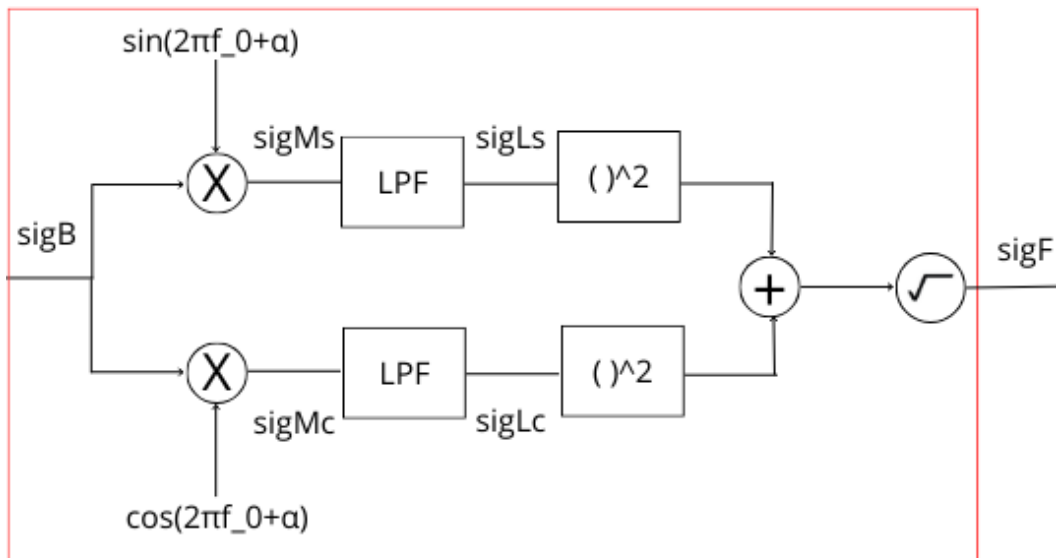 sin(2πf_0+α)
sigMs
sigLs
X
LPF
( )^2
sigB
sigF
+
√
X
LPF
( )^2
sigMc
sigLc
cos(2πf_0+α)